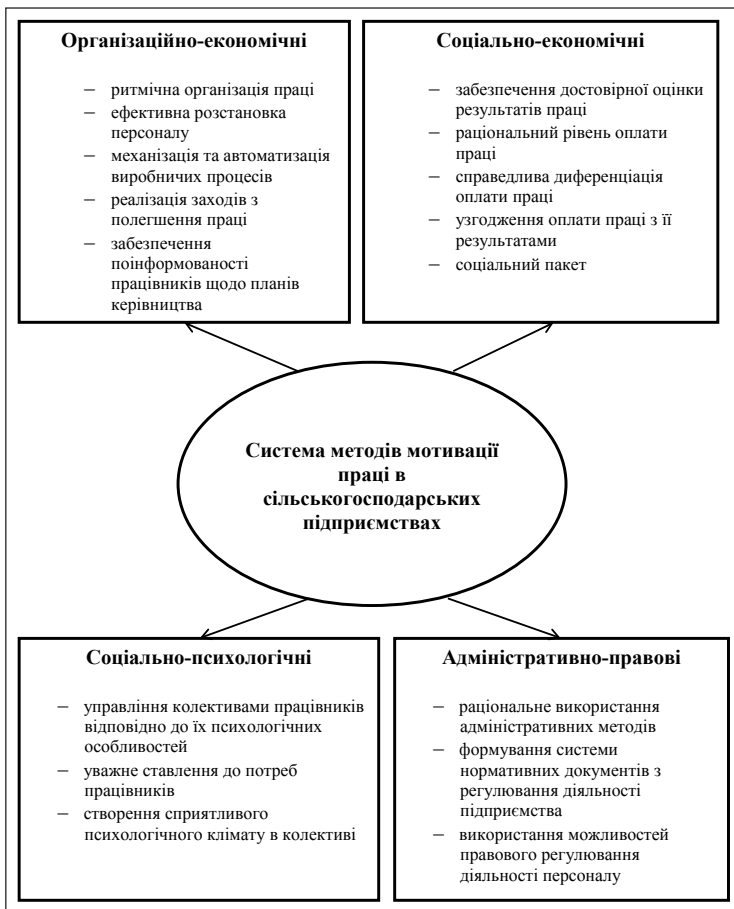 Організаційно-економічні
– ритмічна організація праці
– ефективна розстановка
персоналу
– механізація та автоматизація
виробничих процесів
– реалізація заходів з
полегшення праці
– забезпечення
поінформованості
працівників щодо планів
керівництва
Соціально-економічні
– забезпечення достовірної оцінки
результатів праці
– раціональний рівень оплати
праці
– справедлива диференціація
оплати праці
– узгодження оплати праці з її
результатами
– соціальний пакет
Система методів мотивації
праці в
сільськогосподарських
підприємствах
Соціально-психологічні
– управління колективами працівників
відповідно до їх психологічних
особливостей
– уважне ставлення до потреб
працівників
– створення сприятливого
психологічного клімату в колективі
Адміністративно-правові
– раціональне використання
адміністративних методів
– формування системи
нормативних документів з
регулювання діяльності
підприємства
– використання можливостей
правового регулювання
діяльності персоналу